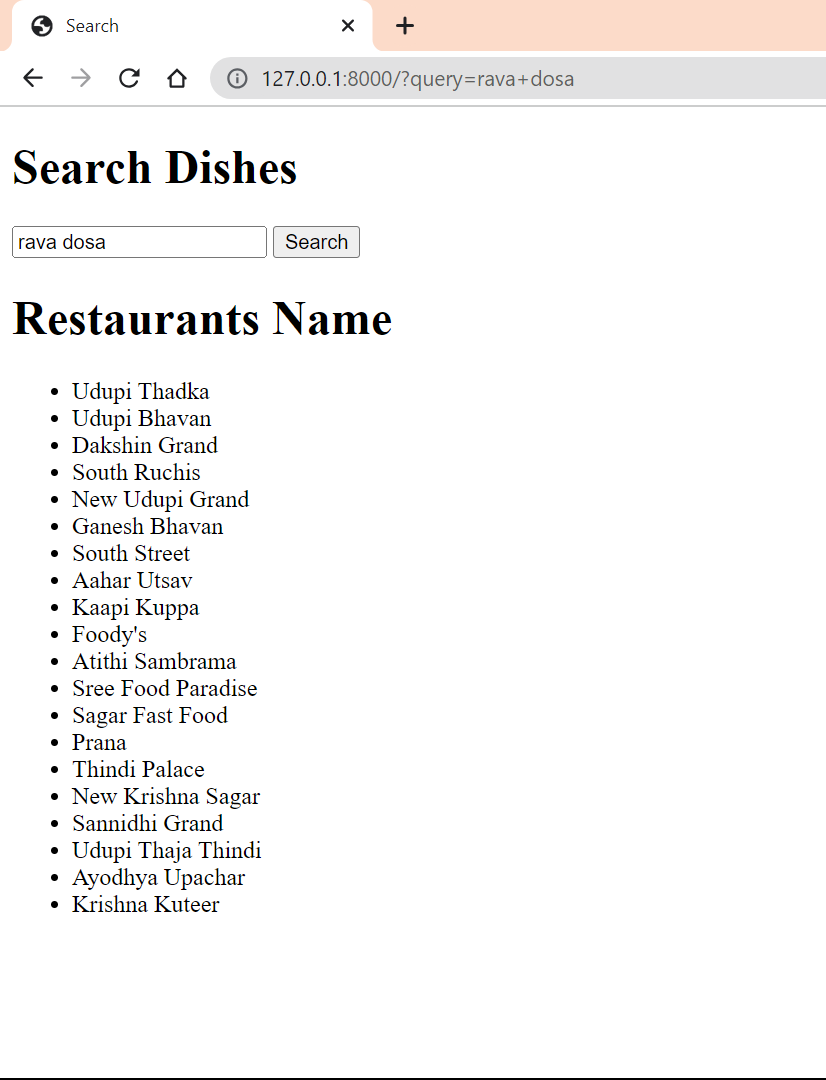 Search
127.0.0.1:8000/?query=rava+dosa
Search Dishes
rava dosa Search
Restaurants Name
Udupi Thadka
Udupi Bhavan
Dakshin Grand
South Ruchis
New Udupi Grand
Ganesh Bhavan
South Street
Aahar Utsav
Kaapi Kuppa
Foody's
Atithi Sambrama
Sree Food Paradise
Sagar Fast Food
Prana
Thindi Palace
New Krishna Sagar
Sannidhi Grand
Udupi Thaja Thindi
Ayodhya Upachar
Krishna Kuteer